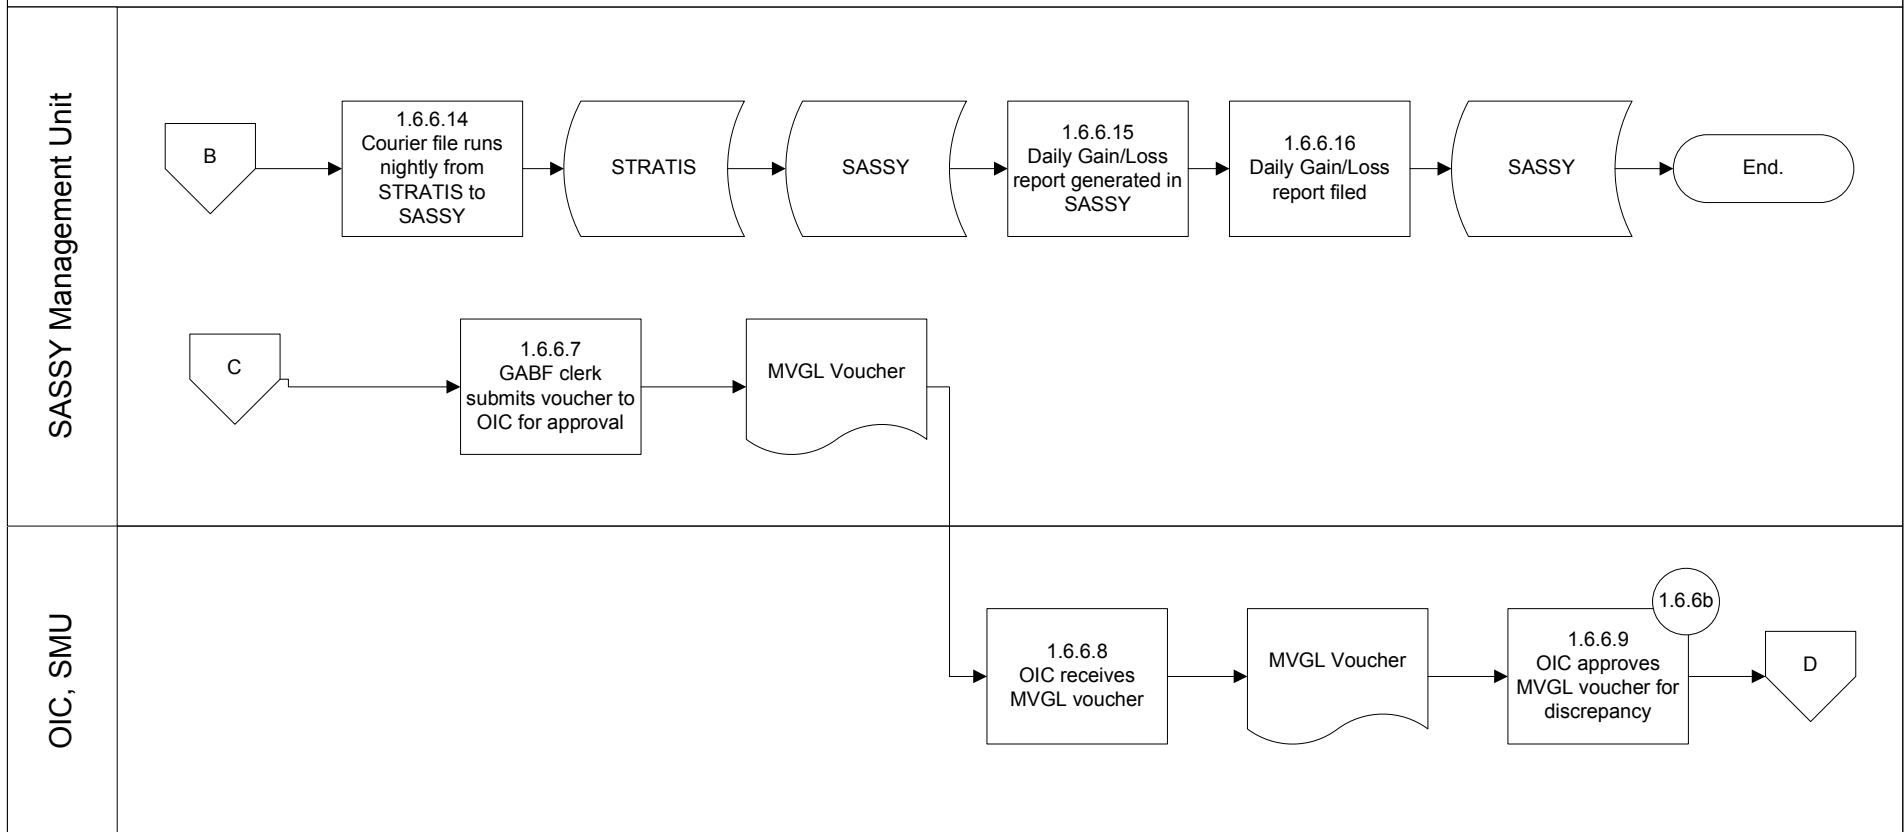 SASSY Management Unit
B
1.6.6.14
Courier file runs
nightly from
STRATIS to
SASSY
STRATIS
SASSY
1.6.6.15
Daily Gain/Loss
report generated in
SASSY
1.6.6.16
Daily Gain/Loss
report filed
SASSY
End.
C
1.6.6.7
GABF clerk
submits voucher to
OIC for approval
MVGL Voucher
OIC, SMU
1.6.6.8
OIC receives
MVGL voucher
MVGL Voucher
1.6.6b
1.6.6.9
OIC approves
MVGL voucher for
discrepancy
D